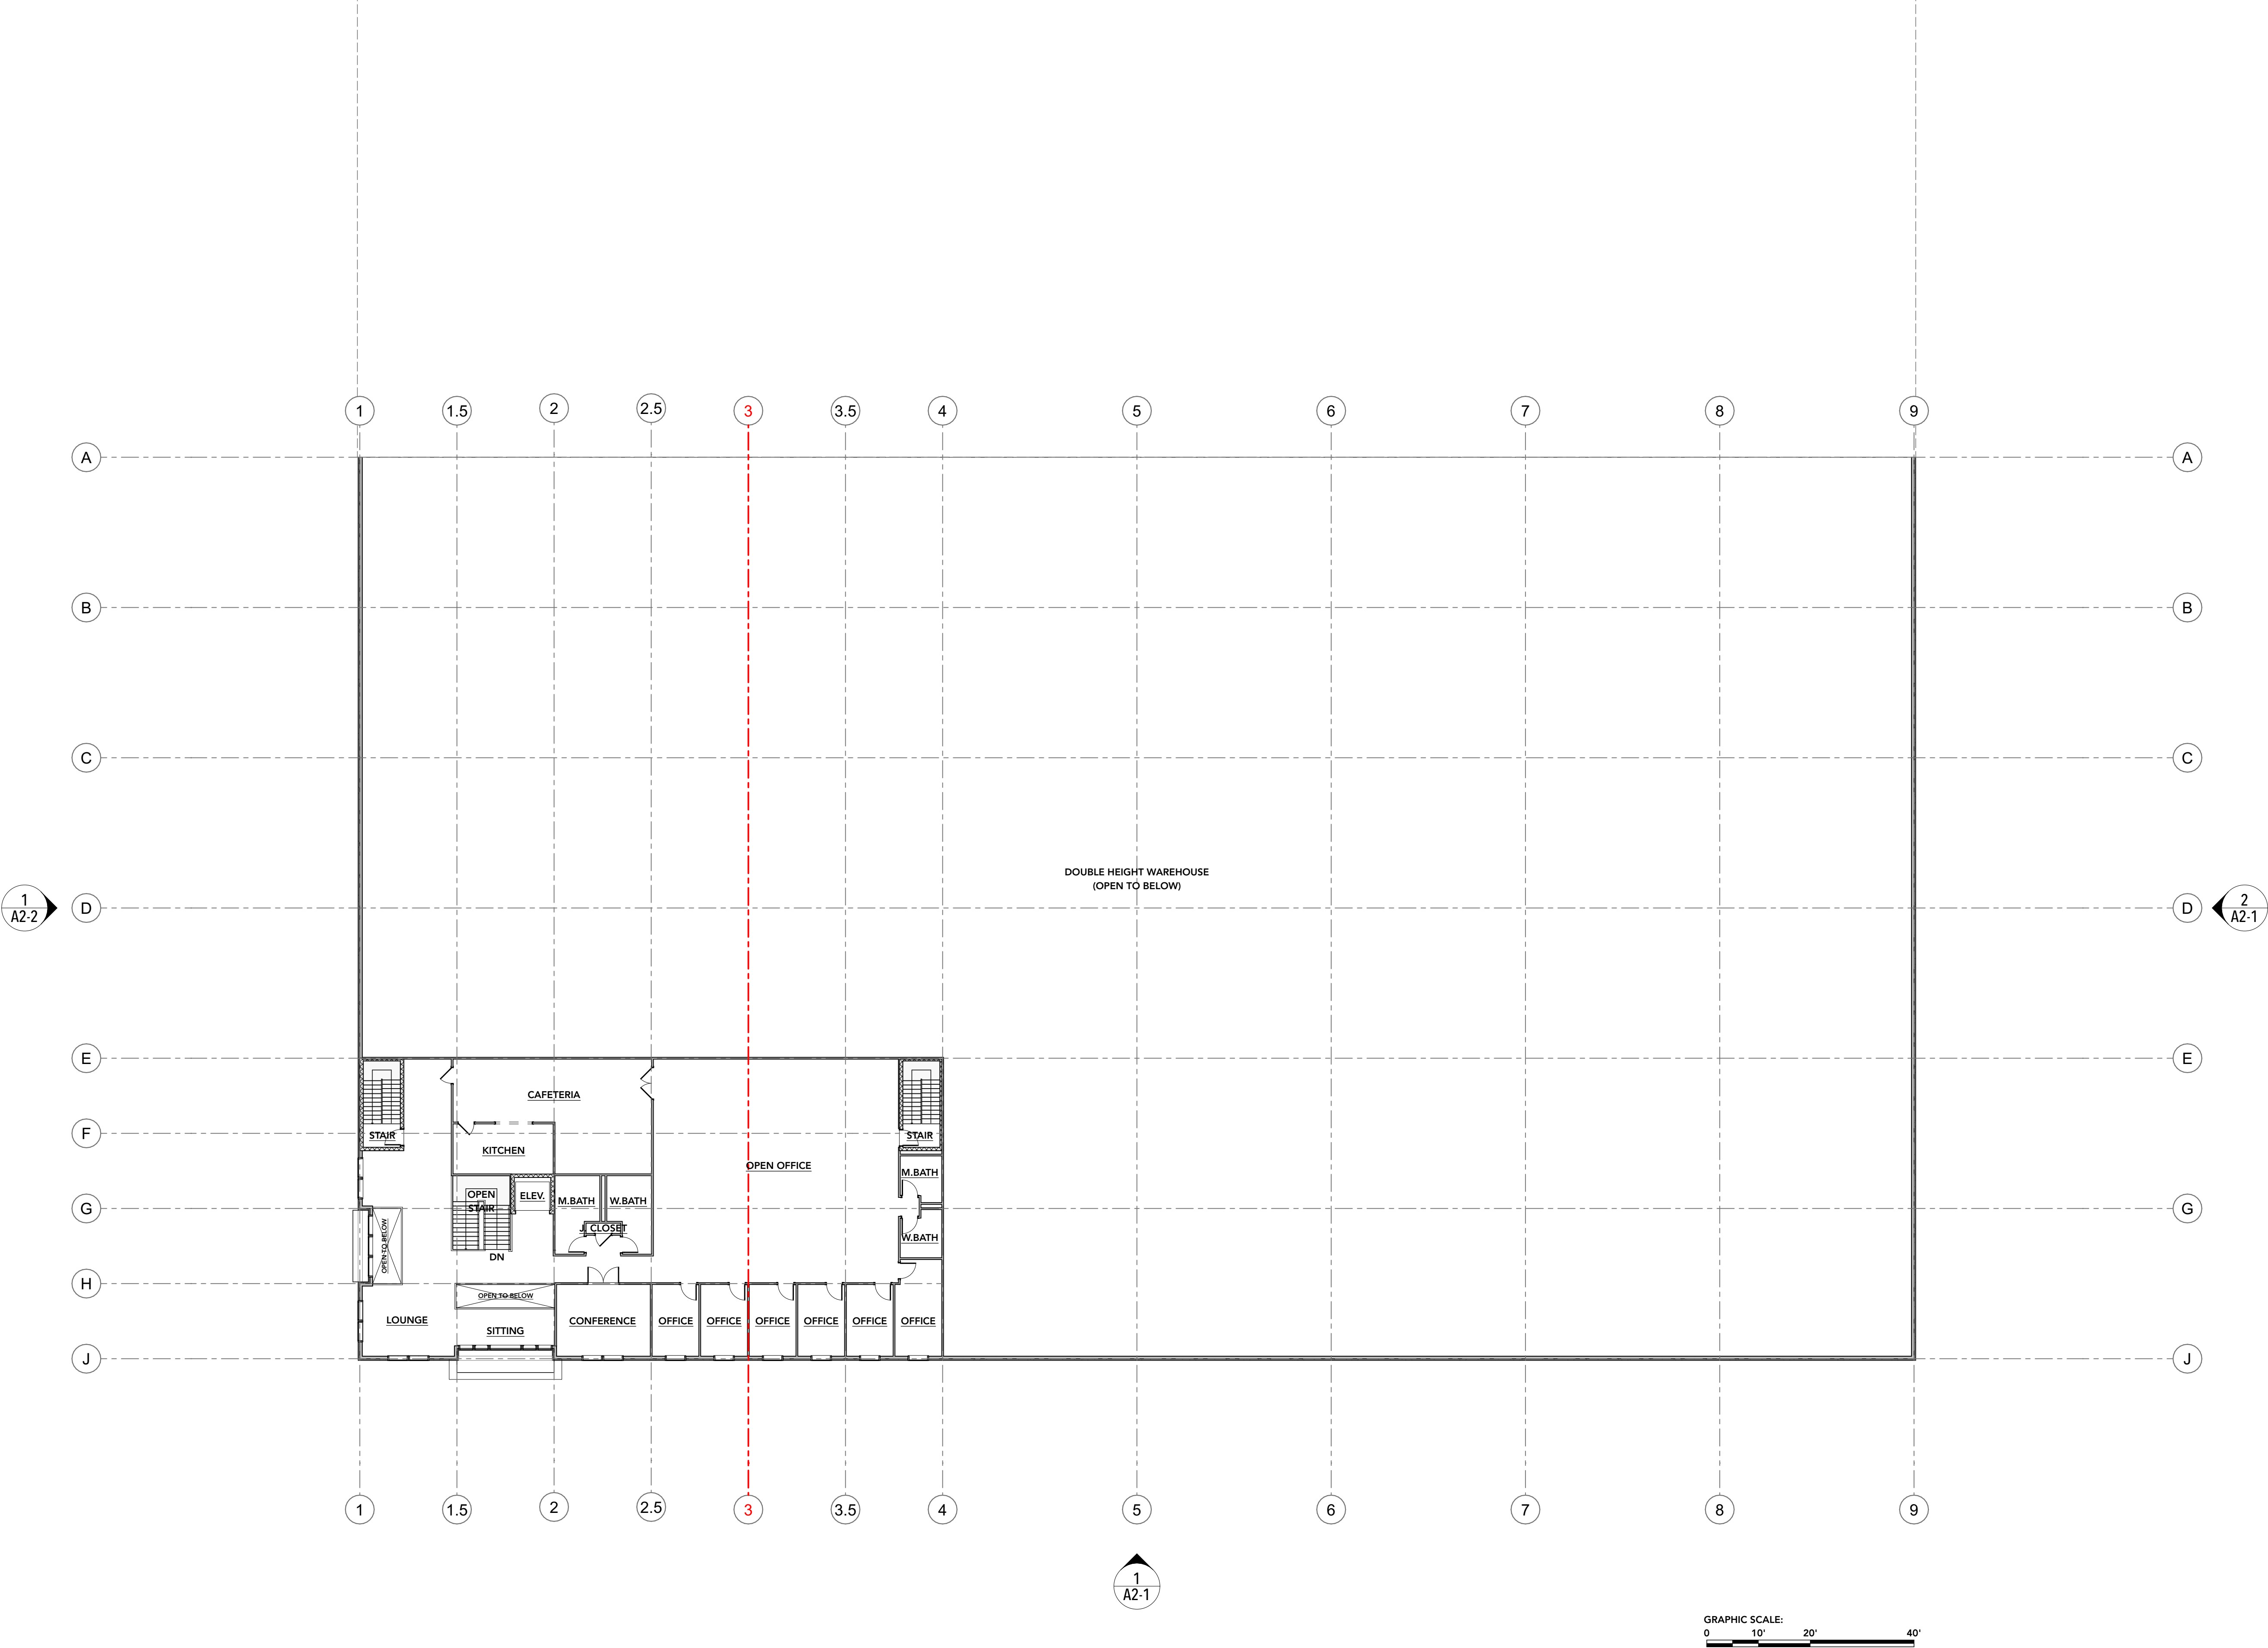 1 1.5 2 2.5 3 3.5 4 5 6 7 8 9
A A
B B
C C
DOUBLE HEIGHT WAREHOUSE
(OPEN TO BELOW)
1
A2-2
D D
2
A2-1
E E
CAFETERIA
F F
STAIR
STAIR
KITCHEN
OPEN OFFICE
M.BATH
OPEN
STAIR
ELEV.
M.BATH
W.BATH
G G
J. CLOSET
W.BATH
OPEN TO BELOW
DN
H H
OPEN TO BELOW
LOUNGE
SITTING
CONFERENCE
OFFICE
OFFICE
OFFICE
OFFICE
OFFICE
OFFICE
J J
1 1.5 2 2.5 3 3.5 4 5 6 7 8 9
1
A2-1
GRAPHIC SCALE:
0 10' 20' 40'